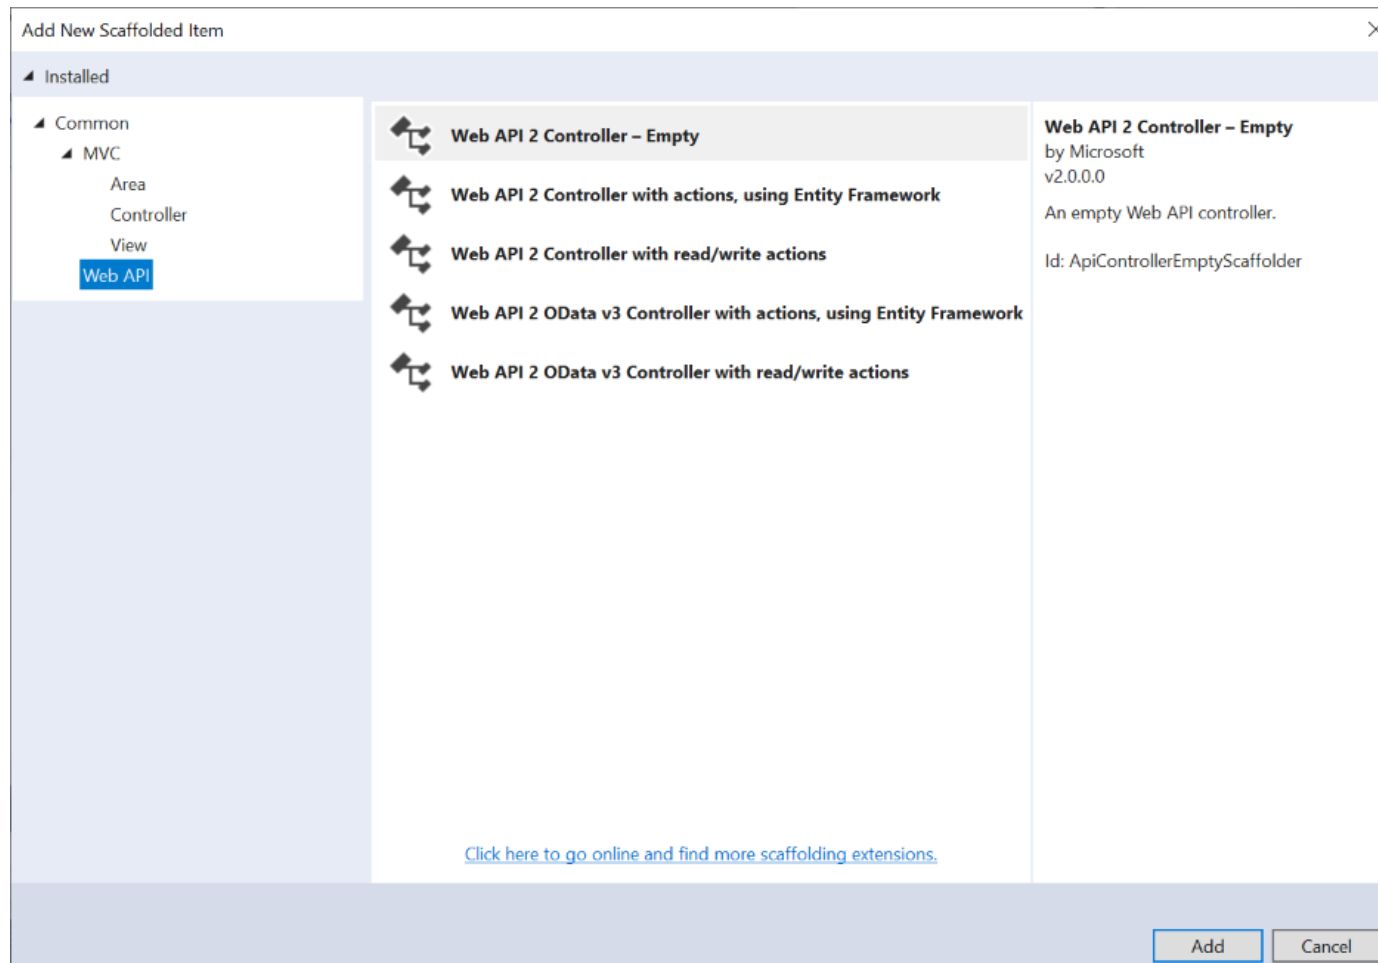 Add New Scaffolded Item
Installed
Common
MVC
Area
Controller
View
Web API
Web API 2 Controller – Empty
Web API 2 Controller with actions, using Entity Framework
Web API 2 Controller with read/write actions
Web API 2 OData v3 Controller with actions, using Entity Framework
Web API 2 OData v3 Controller with read/write actions
Click here to go online and find more scaffolding extensions.
Web API 2 Controller – Empty
by Microsoft
v2.0.0.0
An empty Web API controller.
Id: ApiControllerEmptyScaffolder
Add
Cancel